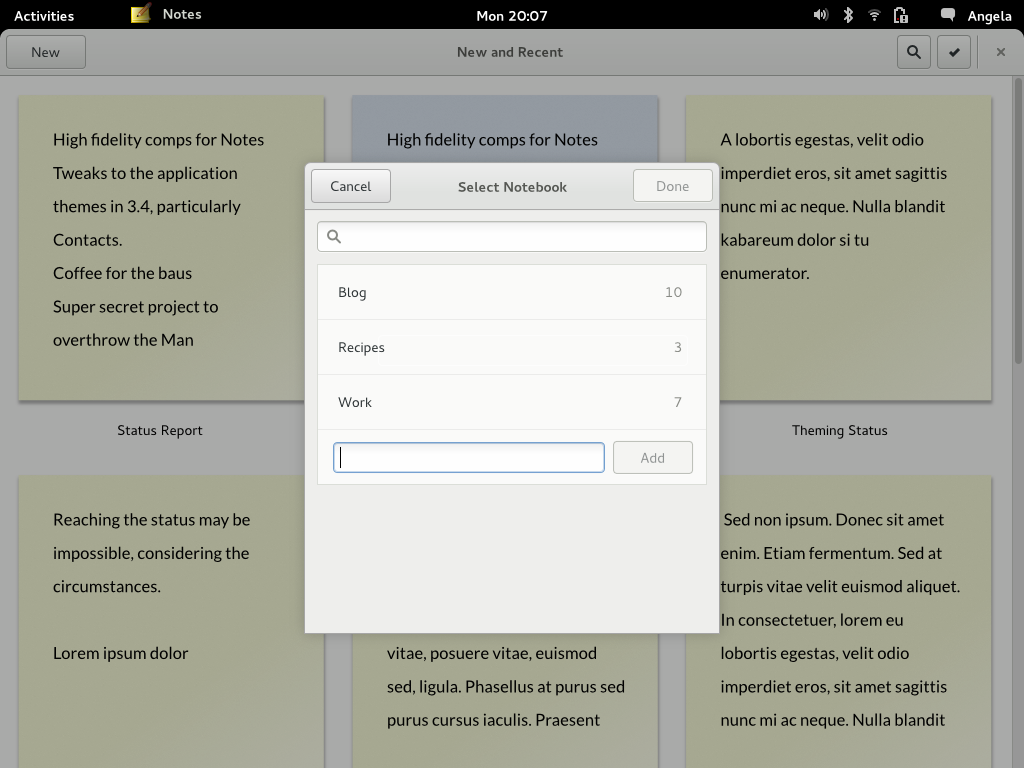 Activities
Notes
Mon 20:07
Angela
New
New and Recent
High fidelity comps for Notes
Tweaks to the application
themes in 3.4, particularly
Contacts.
Coffee for the baus
Super secret project to
overthrow the Man
Status Report
High fidelity comps for Notes
A lobortis egestas, velit odio
imperdiet eros, sit amet sagittis
nunc mi ac neque. Nulla blandit
kabareum dolor si tu
enumerator.
Theming Status
Cancel
Select Notebook
Done
Blog 10
Recipes 3
Work 7
Add
Reaching the status may be
impossible, considering the
circumstances.
Lorem ipsum dolor
vitae, posuere vitae, euismod
sed, ligula. Phasellus at purus sed
purus cursus iaculis. Praesent
Sed non ipsum. Donec sit amet
enim. Etiam fermentum. Sed at
turpis vitae velit euismod aliquet.
In consectetuer, lorem eu
lobortis egestas, velit odio
imperdiet eros, sit amet sagittis
nunc mi ac neque. Nulla blandit